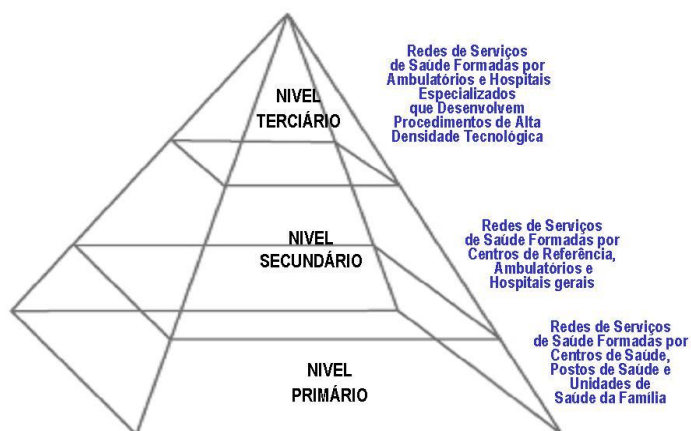 NIVEL
TERCIÁRIO
Redes de Serviços
de Saúde Formadas por
Ambulatórios e Hospitais
Especializados
que Desenvolvem
Procedimentos de Alta
Densidade Tecnológica
NIVEL
SECUNDÁRIO
Redes de Serviços
de Saúde Formadas por
Centros de Referência,
Ambulatórios e
Hospitais gerais
NIVEL
PRIMÁRIO
Redes de Serviços
de Saúde Formadas por
Centros de Saúde,
Postos de Saúde e
Unidades de
Saúde da Família